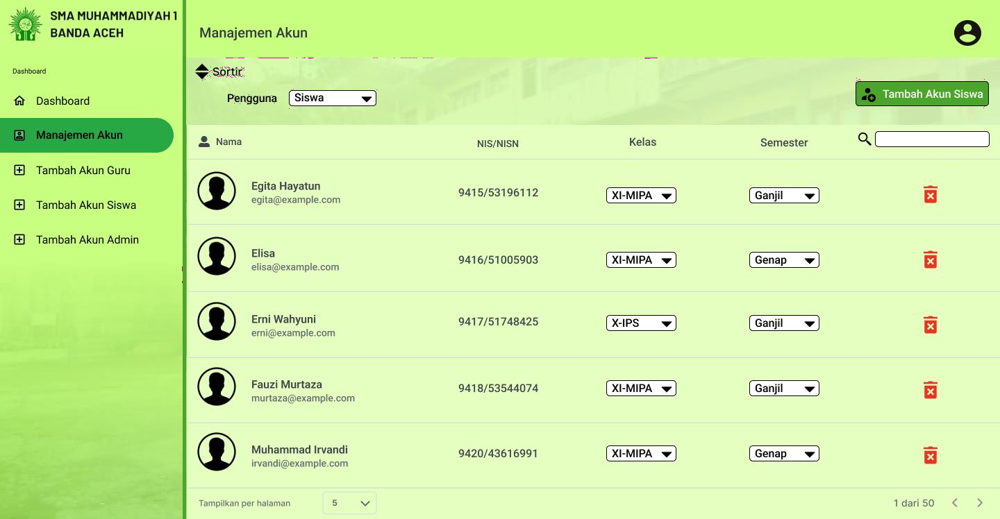 SMA MUHAMMADIYAH 1
BANDA ACEH
Manajemen Akun
Dashboard
Dashboard
Manajemen Akun
Tambah Akun Guru
Tambah Akun Siswa
Tambah Akun Admin
Sortir
Pengguna Siswa
Tambah Akun Siswa
Nama NIS/NISN Kelas Semester
Egita Hayatun
egita@example.com
9415/53196112 XI-MIPA Ganjil
Elisa
elisa@example.com
9416/51005903 XI-MIPA Genap
Erni Wahyuni
erni@example.com
9417/51748425 X-IPS Ganjil
Fauzi Murtaza
murtaza@example.com
9418/53544074 XI-MIPA Ganjil
Muhammad Irvandi
irvandi@example.com
9420/43616991 XI-MIPA Genap
Tampilkan per halaman 5 1 dari 50